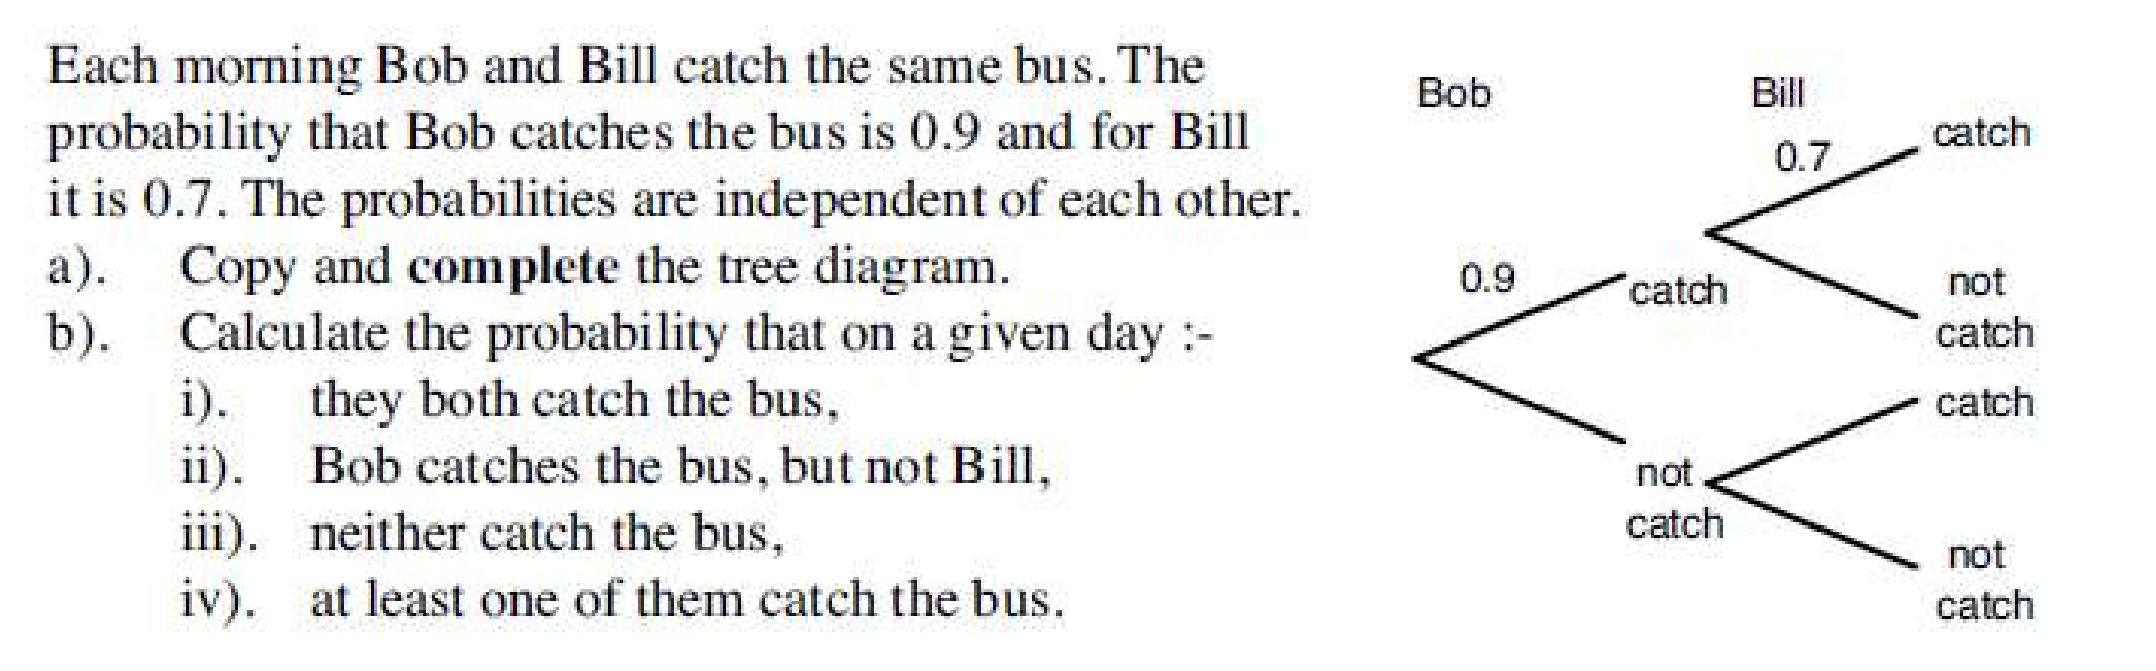 Each morning Bob and Bill catch the same bus. The
probability that Bob catches the bus is 0.9 and for Bill
it is 0.7. The probabilities are independent of each other.
a). Copy and complete the tree diagram.
b). Calculate the probability that on a given day :-
i). they both catch the bus,
ii). Bob catches the bus, but not Bill,
iii). neither catch the bus,
iv). at least one of them catch the bus.
Bob Bill
0.7 catch
0.9 catch
not
catch
catch
not
catch
not
catch